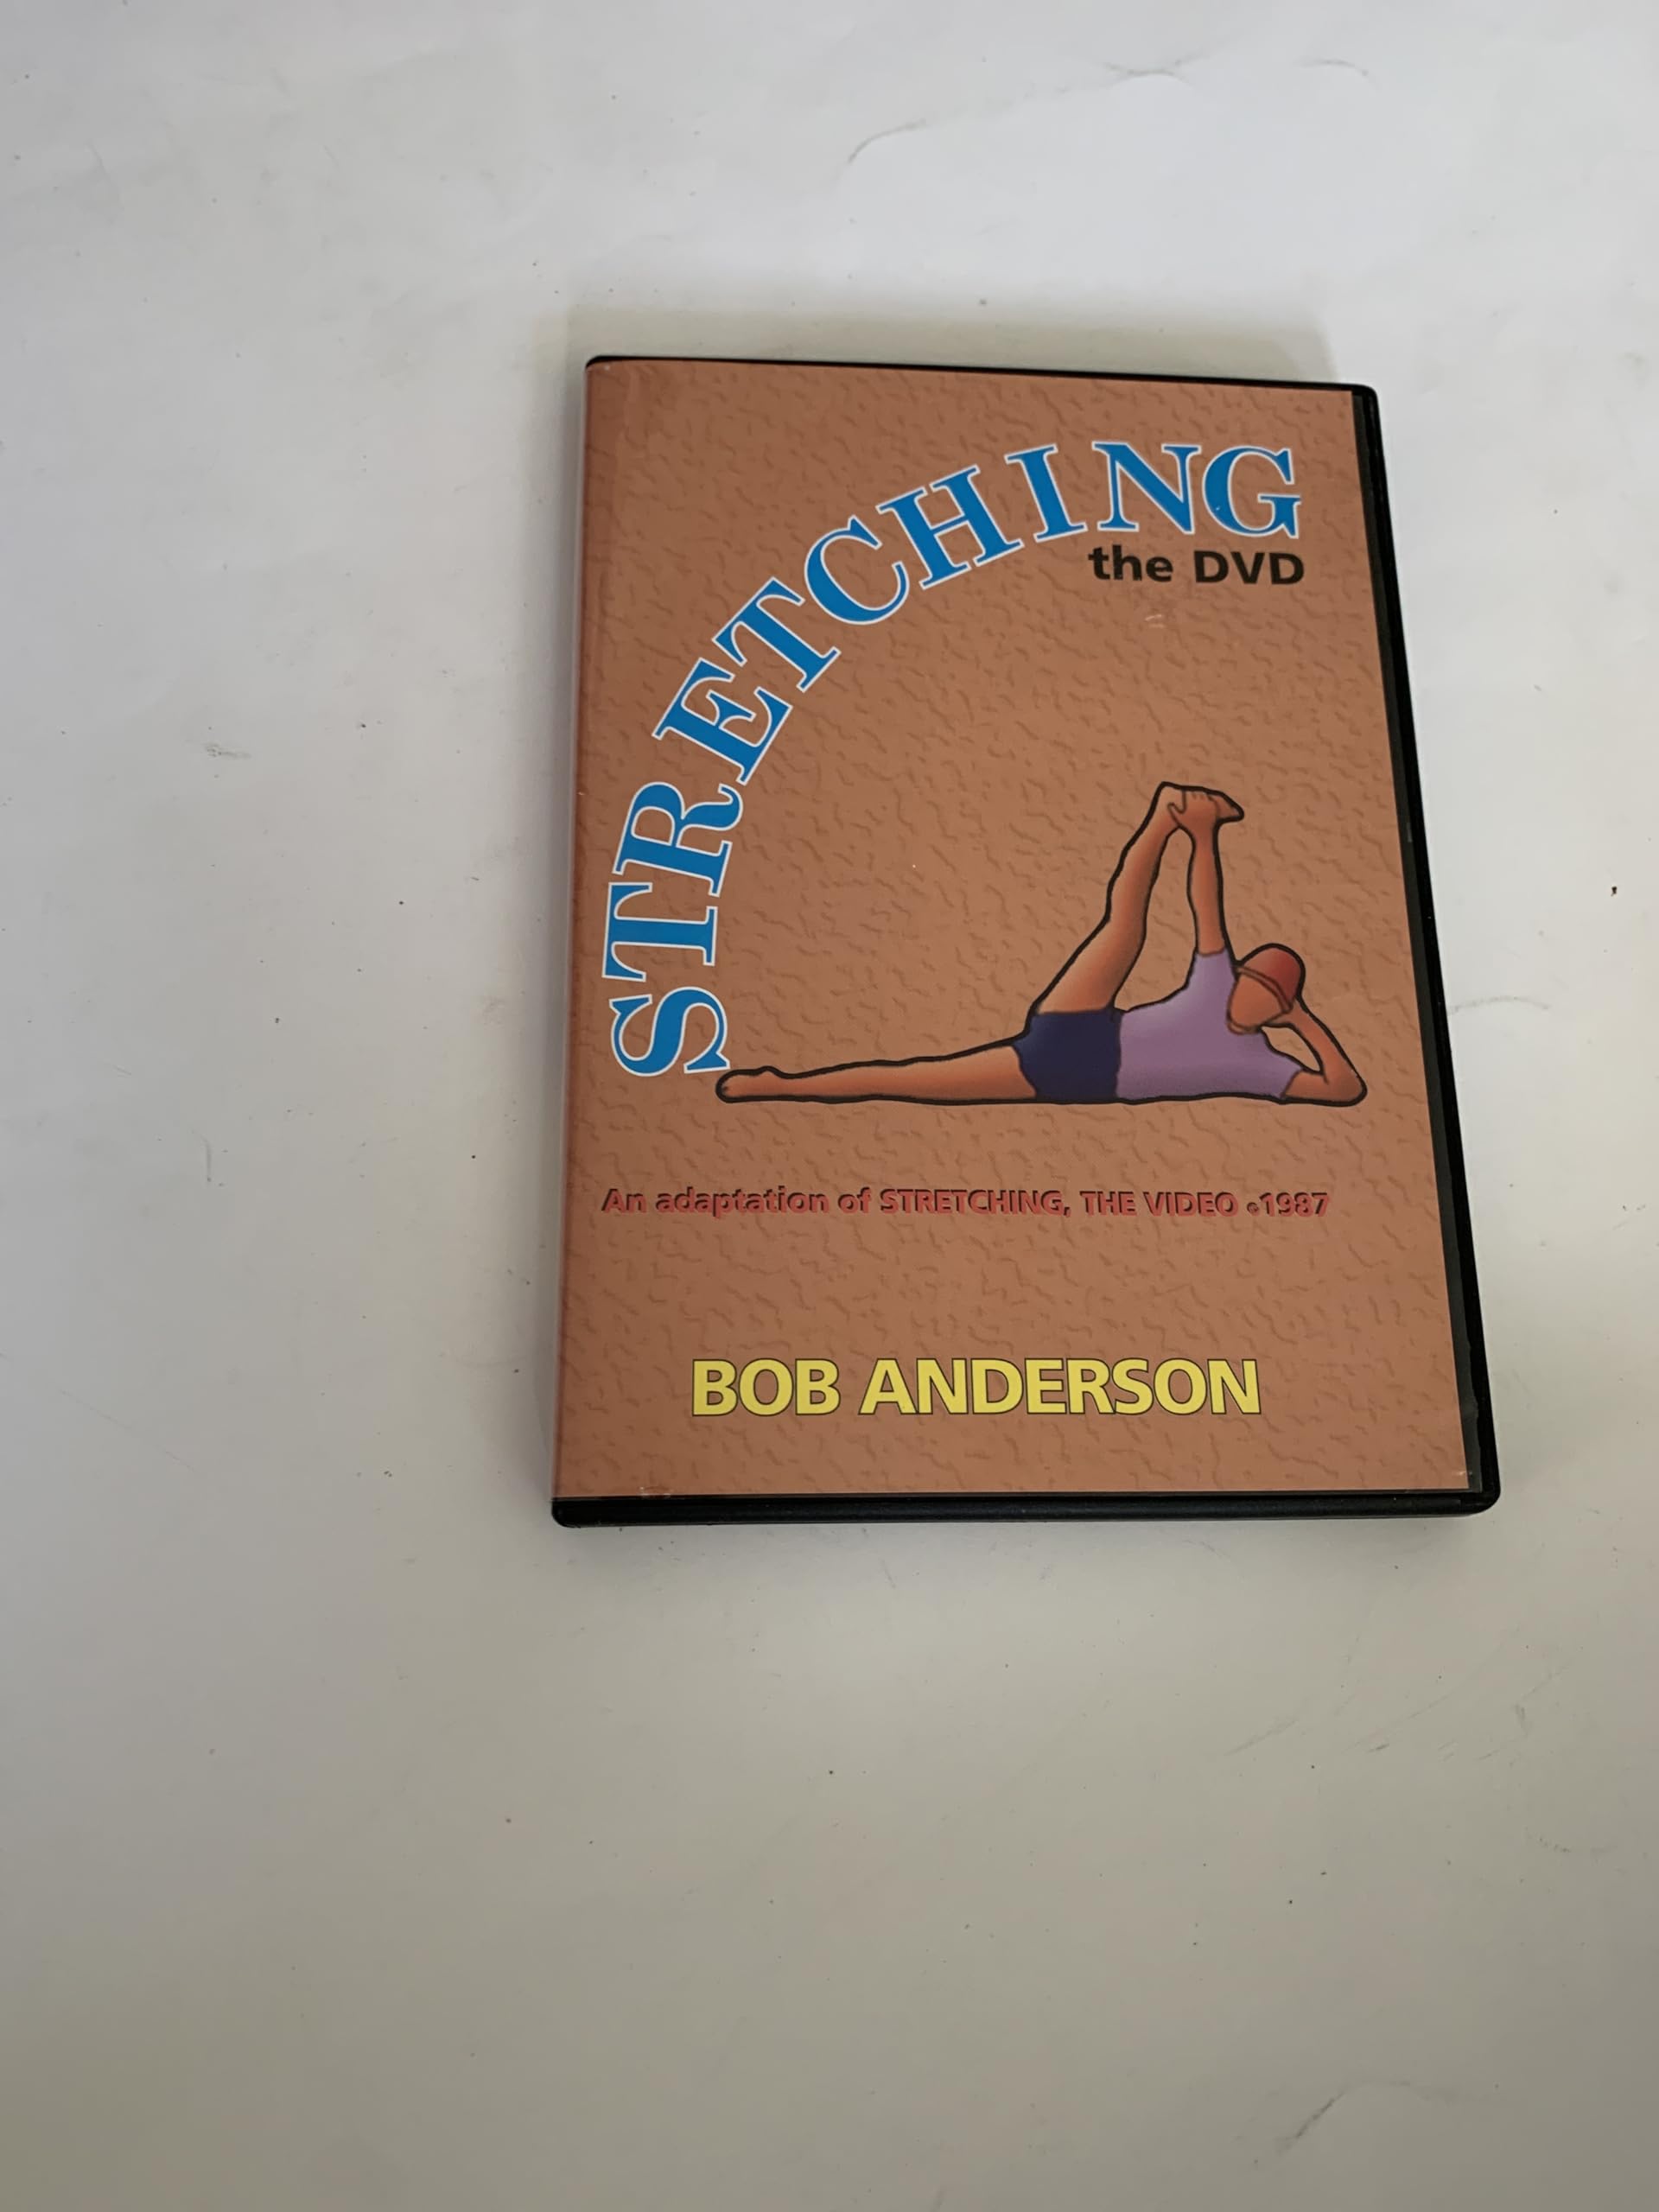 STRETCHING
the DVD
An adaptation of STRETCHING, THE VIDEO ©1987
BOB ANDERSON